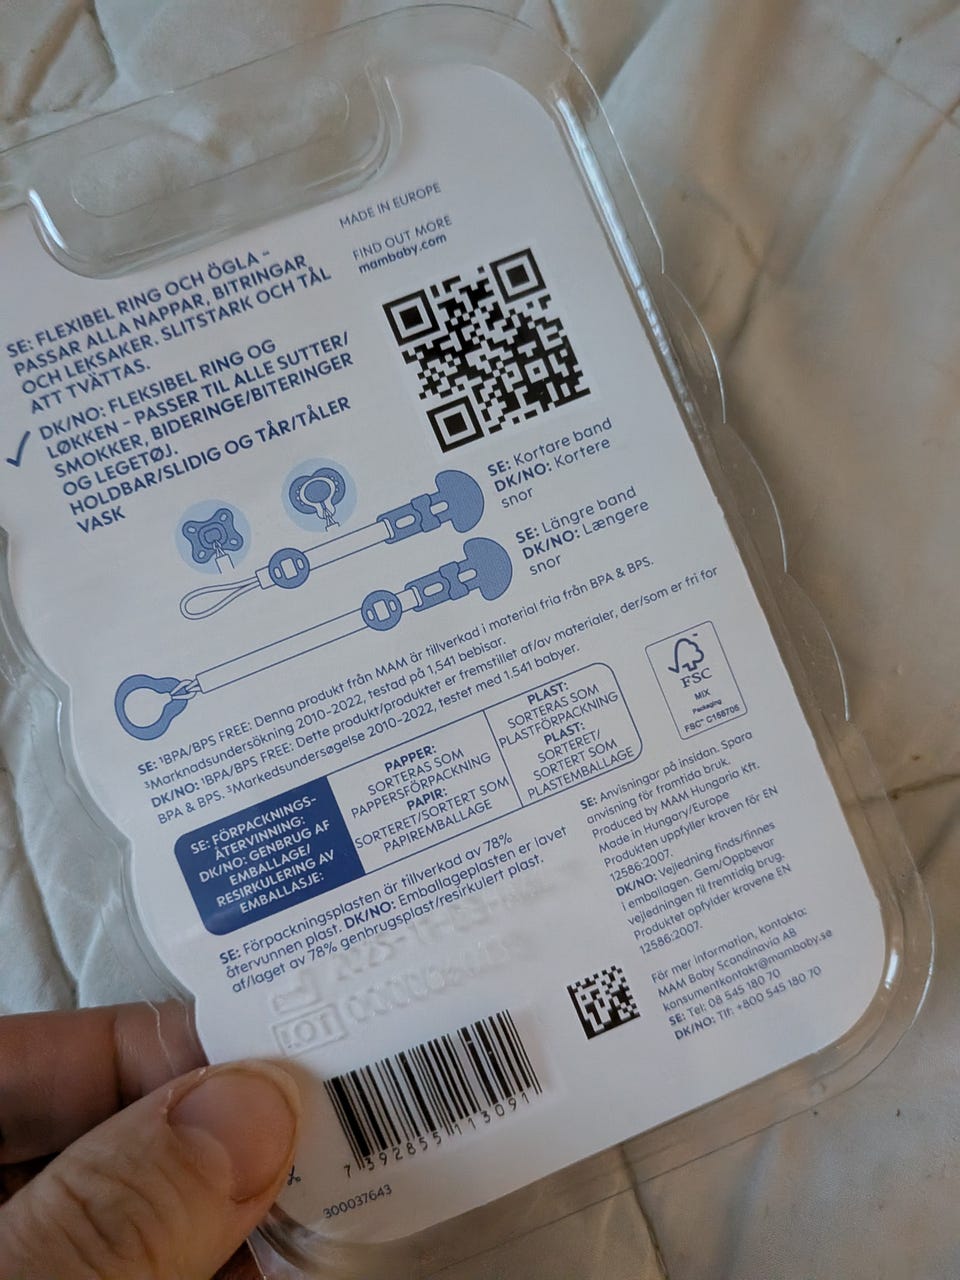 MADE IN EUROPE
FIND OUT MORE
mambaby.com
SE: FLEXIBEL RING OCH ÖGLA –
PASSAR ALLA NAPPAR, BITRINGAR
OCH LEKSAKER. SLITSTARK OCH TÅL
ATT TVÄTTAS.
DK/NO: FLEKSIBEL RING OG
LØKKEN – PASSER TIL ALLE SUTTER/
SMOKKER, BIDERINGE/BITERINGER
OG LEGETØJ.
HOLDBAR/SLIDIG OG TÅR/TÅLER
VASK
SE: Kortare band
DK/NO: Kortere
snor
SE: Längre band
DK/NO: Længere
snor
SE: ¹BPA/BPS FREE: Denna produkt från MAM är tillverkad i material fria från BPA & BPS.
³Marknadsundersökning 2010–2022, testad på 1,541 bebisar.
DK/NO: ¹BPA/BPS FREE: Dette produkt/produktet er fremstillet af/av materialer, der/som er fri for
BPA & BPS. ³Markedsundersøgelse 2010–2022, testet med 1.541 babyer.
SE: FÖRPACKNINGS-
ÅTERVINNING:
DK/NO: GENBRUG AF
EMBALLAGE/
RESIRKULERING AV
EMBALLASJE:
PAPPER:
SORTERAS SOM
PAPPERSFÖRPACKNING
PAPIR:
SORTERET/SORTERT SOM
PAPIREMBALLAGE
PLAST:
SORTERAS SOM
PLASTFÖRPACKNING
PLAST:
SORTERET/
SORTERT SOM
PLASTEMBALLAGE
FSC
MIX
Packaging
FSC® C158705
SE: Förpackningsplasten är tillverkad av 78%
återvunnen plast. DK/NO: Emballageplasten er lavet
af/laget av 78% genbrugsplast/resirkulert plast.
SE: Anvisningar på insidan. Spara
anvisning för framtida bruk.
Produced by MAM Hungaria Kft.
Made in Hungary/Europe
Produkten uppfyller kraven för EN
12586:2007.
DK/NO: Vejledning finds/finnes
i emballagen. Gem/Oppbevar
vejledningen til fremtidig brug.
Produktet opfylder kravene EN
12586:2007.
För mer information, kontakta:
MAM Baby Scandinavia AB
konsumentkontakt@mambaby.se
SE: Tel: 08 545 180 70
DK/NO: Tlf: +800 545 180 70
7 392855 113091
300037643